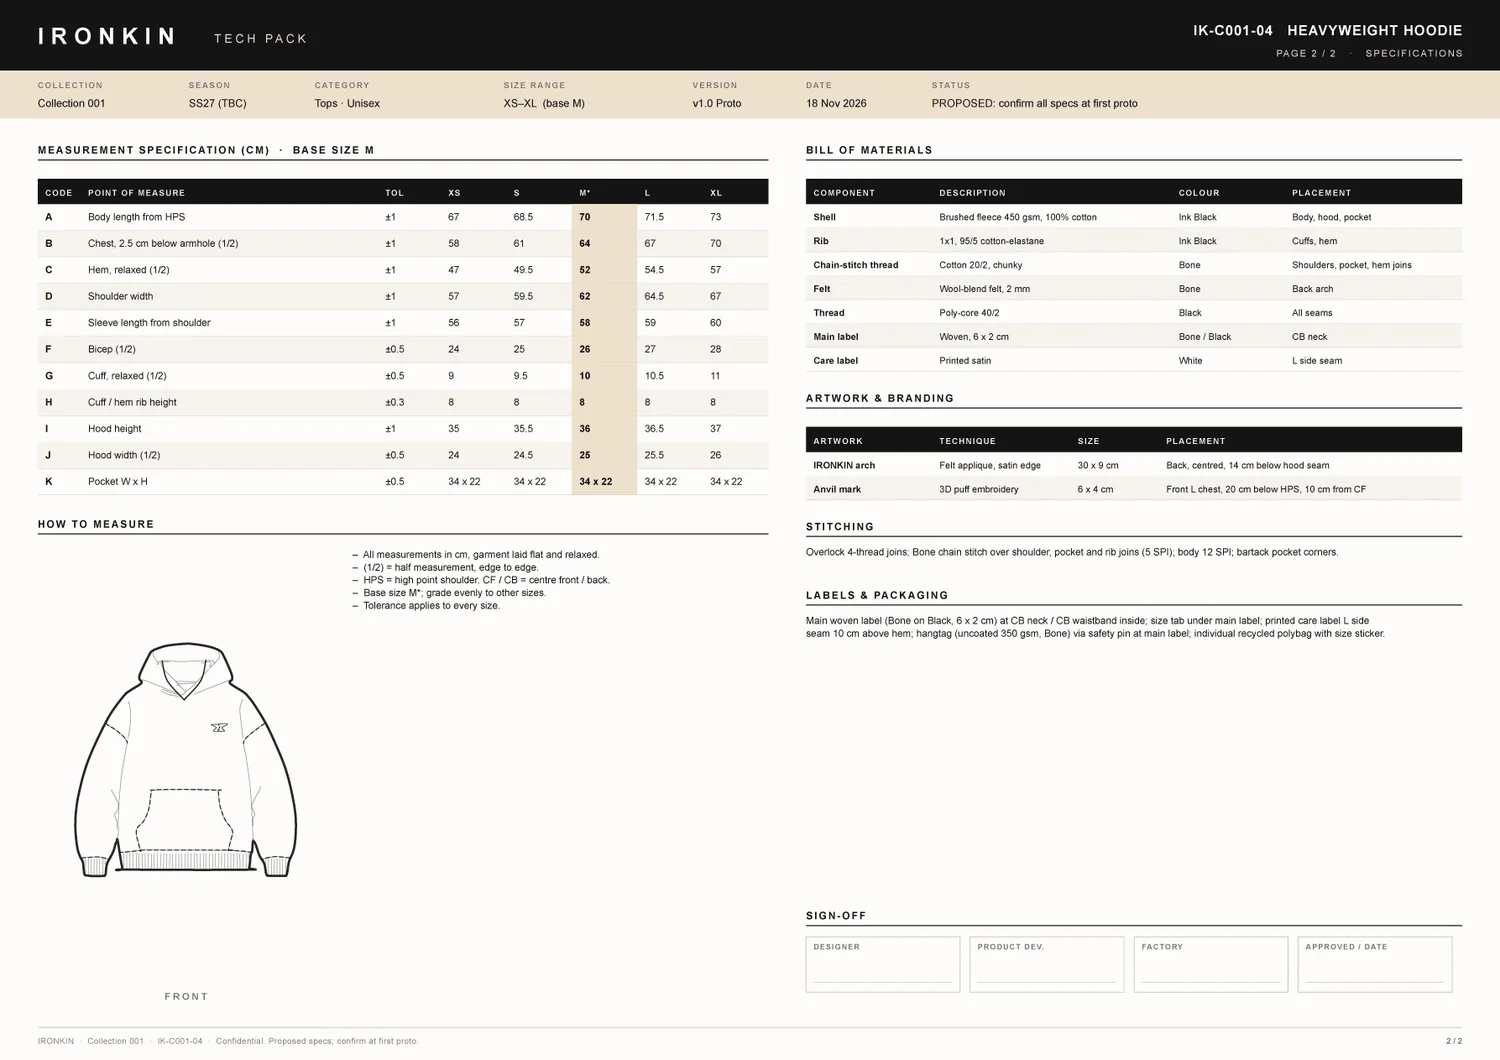 IRONKIN TECH PACK
IK-C001-04 HEAVYWEIGHT HOODIE
PAGE 2 / 2 · SPECIFICATIONS
COLLECTION SEASON CATEGORY SIZE RANGE VERSION DATE STATUS
Collection 001 SS27 (TBC) Tops · Unisex XS–XL (base M) v1.0 Proto 18 Nov 2026 PROPOSED: confirm all specs at first proto
MEASUREMENT SPECIFICATION (CM) · BASE SIZE M
CODE POINT OF MEASURE TOL XS S M* L XL
A Body length from HPS ±1 67 68.5 70 71.5 73
B Chest, 2.5 cm below armhole (1/2) ±1 58 61 64 67 70
C Hem, relaxed (1/2) ±1 47 49.5 52 54.5 57
D Shoulder width ±1 57 59.5 62 64.5 67
E Sleeve length from shoulder ±1 56 57 58 59 60
F Bicep (1/2) ±0.5 24 25 26 27 28
G Cuff, relaxed (1/2) ±0.5 9 9.5 10 10.5 11
H Cuff / hem rib height ±0.3 8 8 8 8 8
I Hood height ±1 35 35.5 36 36.5 37
J Hood width (1/2) ±0.5 24 24.5 25 25.5 26
K Pocket W x H ±0.5 34 x 22 34 x 22 34 x 22 34 x 22 34 x 22
HOW TO MEASURE
– All measurements in cm, garment laid flat and relaxed.
– (1/2) = half measurement, edge to edge.
– HPS = high point shoulder. CF / CB = centre front / back.
– Base size M*; grade evenly to other sizes.
– Tolerance applies to every size.
FRONT
BILL OF MATERIALS
COMPONENT DESCRIPTION COLOUR PLACEMENT
Shell Brushed fleece 450 gsm, 100% cotton Ink Black Body, hood, pocket
Rib 1x1, 95/5 cotton-elastane Ink Black Cuffs, hem
Chain-stitch thread Cotton 20/2, chunky Bone Shoulders, pocket, hem joins
Felt Wool-blend felt, 2 mm Bone Back arch
Thread Poly-core 40/2 Black All seams
Main label Woven, 6 x 2 cm Bone / Black CB neck
Care label Printed satin White L side seam
ARTWORK & BRANDING
ARTWORK TECHNIQUE SIZE PLACEMENT
IRONKIN arch Felt applique, satin edge 30 x 9 cm Back, centred, 14 cm below hood seam
Anvil mark 3D puff embroidery 6 x 4 cm Front L chest, 20 cm below HPS, 10 cm from CF
STITCHING
Overlock 4-thread joins; Bone chain stitch over shoulder, pocket and rib joins (5 SPI); body 12 SPI; bartack pocket corners.
LABELS & PACKAGING
Main woven label (Bone on Black, 6 x 2 cm) at CB neck / CB waistband inside; size tab under main label; printed care label L side
seam 10 cm above hem; hangtag (uncoated 350 gsm, Bone) via safety pin at main label; individual recycled polybag with size sticker.
SIGN-OFF
DESIGNER PRODUCT DEV. FACTORY APPROVED / DATE
IRONKIN · Collection 001 · IK-C001-04 · Confidential. Proposed specs; confirm at first proto.
2 / 2